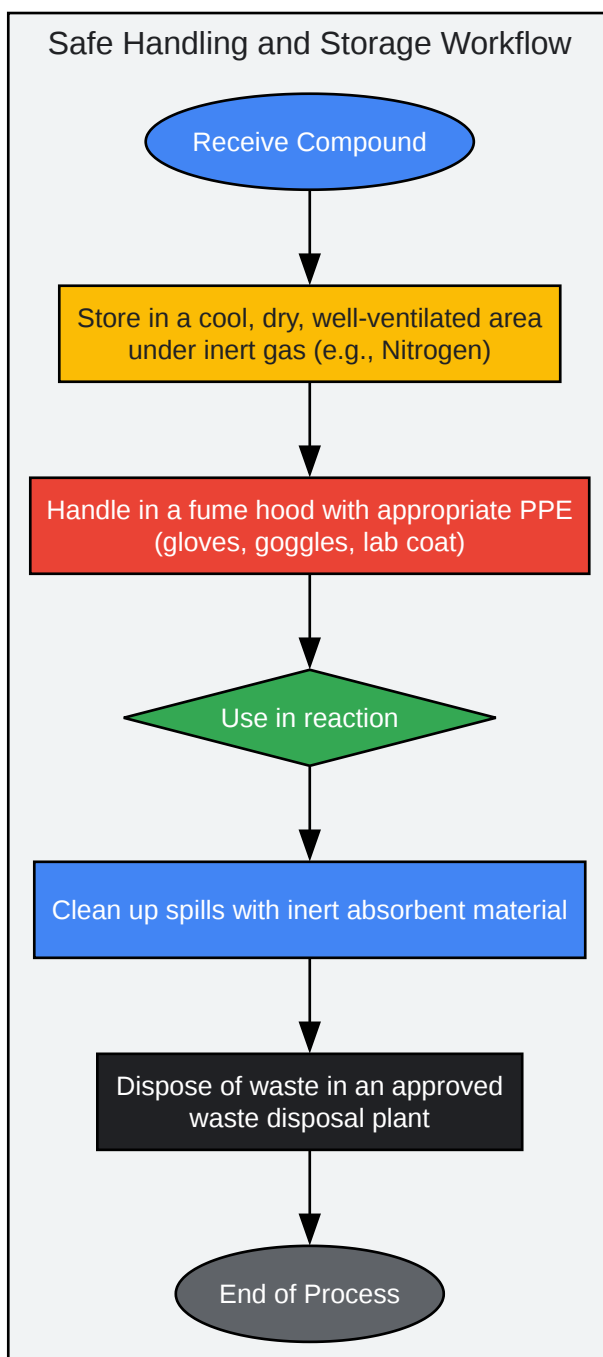 Safe Handling and Storage Workflow
Receive Compound
Store in a cool, dry, well-ventilated area
under inert gas (e.g., Nitrogen)
Handle in a fume hood with appropriate PPE
(gloves, goggles, lab coat)
Use in reaction
Clean up spills with inert absorbent material
Dispose of waste in an approved
waste disposal plant
End of Process